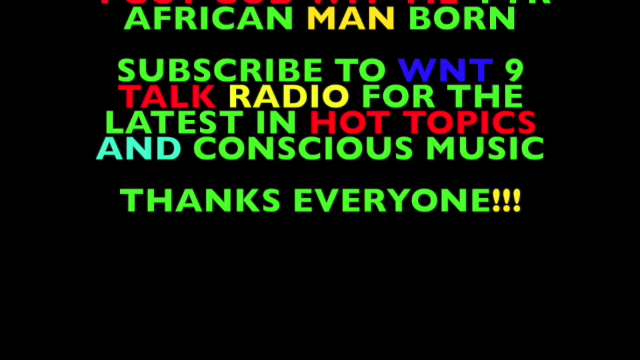 AFRICAN MAN BORN
SUBSCRIBE TO WNT 9
TALK RADIO FOR THE
LATEST IN HOT TOPICS
AND CONSCIOUS MUSIC
THANKS EVERYONE!!!